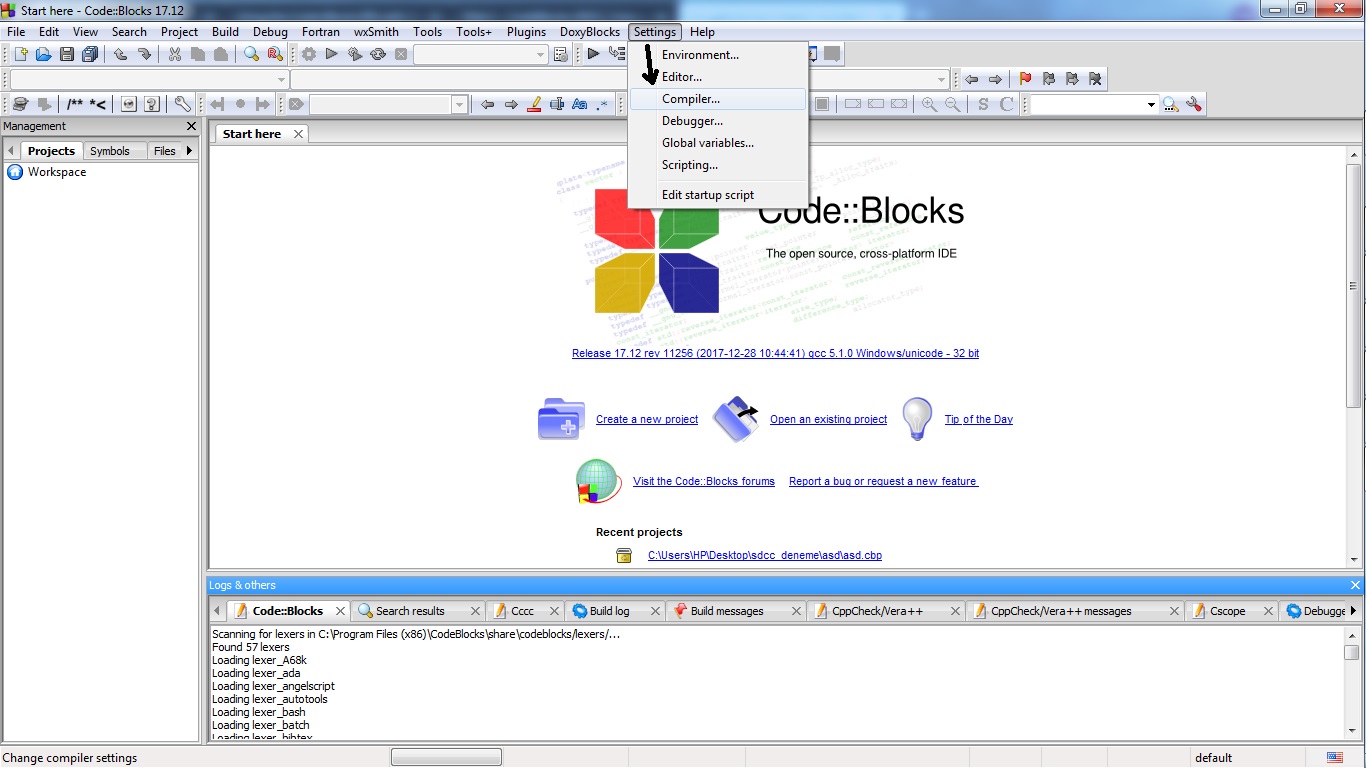 Start here - Code::Blocks 17.12
File Edit View Search Project Build Debug Fortran wxSmith Tools Tools+ Plugins DoxyBlocks Settings Help
Environment...
Editor...
Compiler...
Debugger...
Global variables...
Scripting...
Edit startup script
/** *<
Aa .*
S C
Management
Projects Symbols Files
Workspace
Start here
Code::Blocks
The open source, cross-platform IDE
Release 17.12 rev 11256 (2017-12-28 10:44:41) gcc 5.1.0 Windows/unicode - 32 bit
Create a new project Open an existing project Tip of the Day
Visit the Code::Blocks forums Report a bug or request a new feature
Recent projects
C:\Users\HP\Desktop\sdcc_deneme\asd\asd.cbp
Logs & others
Code::Blocks Search results Cccc Build log Build messages CppCheck/Vera++ CppCheck/Vera++ messages Cscope Debugge
Scanning for lexers in C:\Program Files (x86)\CodeBlocks\share\codeblocks/lexers/...
Found 57 lexers
Loading lexer_A68k
Loading lexer_ada
Loading lexer_angelscript
Loading lexer_autotools
Loading lexer_bash
Loading lexer_batch
Loading lexer_bibtex
Change compiler settings
default